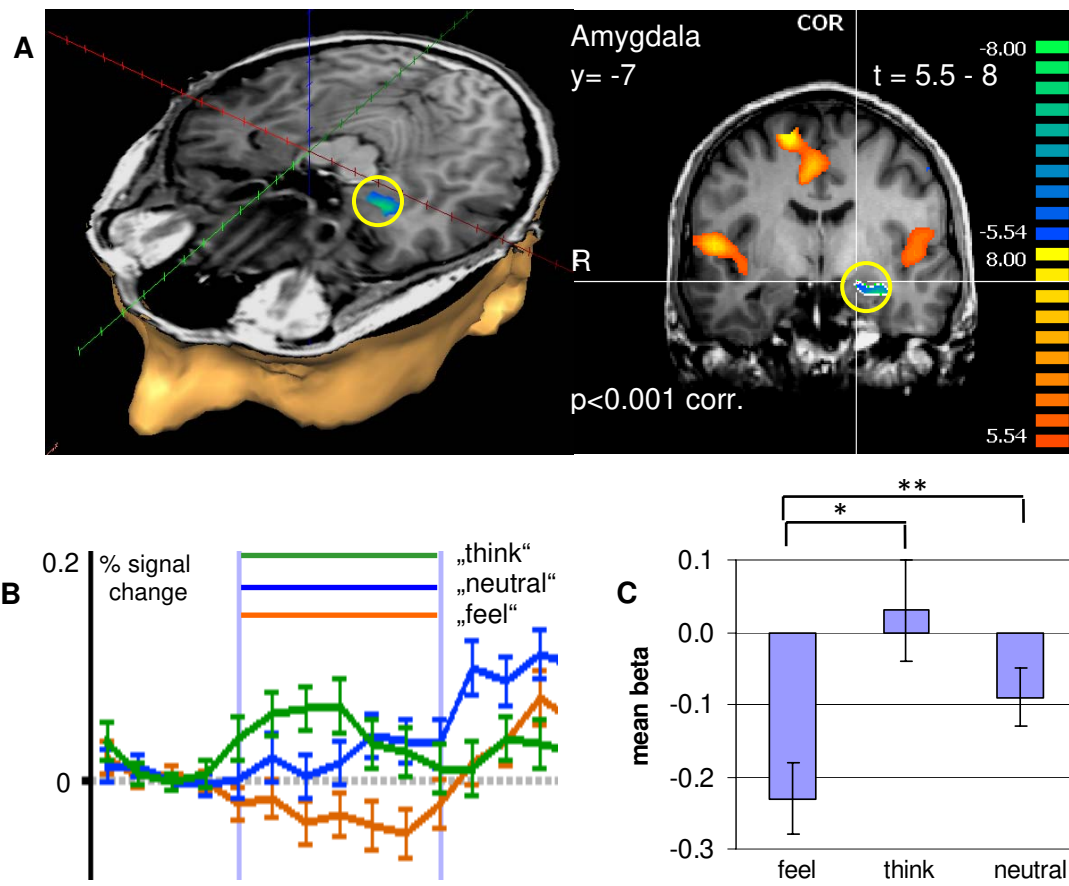 A
Amygdala
y= -7
COR
t = 5.5 - 8
-8.00
-5.54
8.00
5.54
R
p<0.001 corr.
B
0.2
% signal
change
„think“
„neutral“
„feel“
0
C
**
*
mean beta
0.1
0.0
-0.1
-0.2
-0.3
feel think neutral